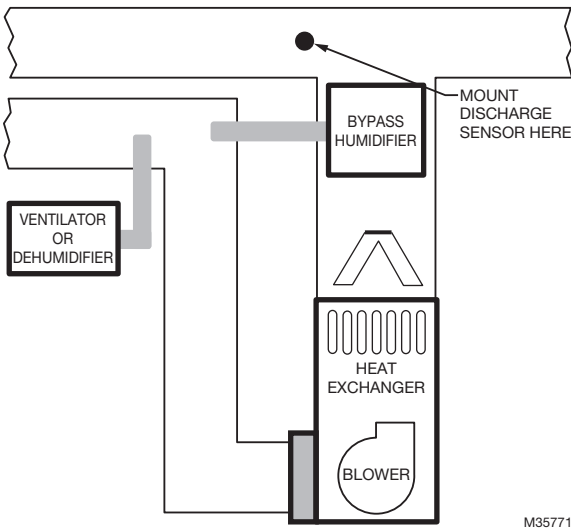 MOUNT
DISCHARGE
SENSOR HERE
BYPASS
HUMIDIFIER
VENTILATOR
OR
DEHUMIDIFIER
HEAT
EXCHANGER
BLOWER
M35771